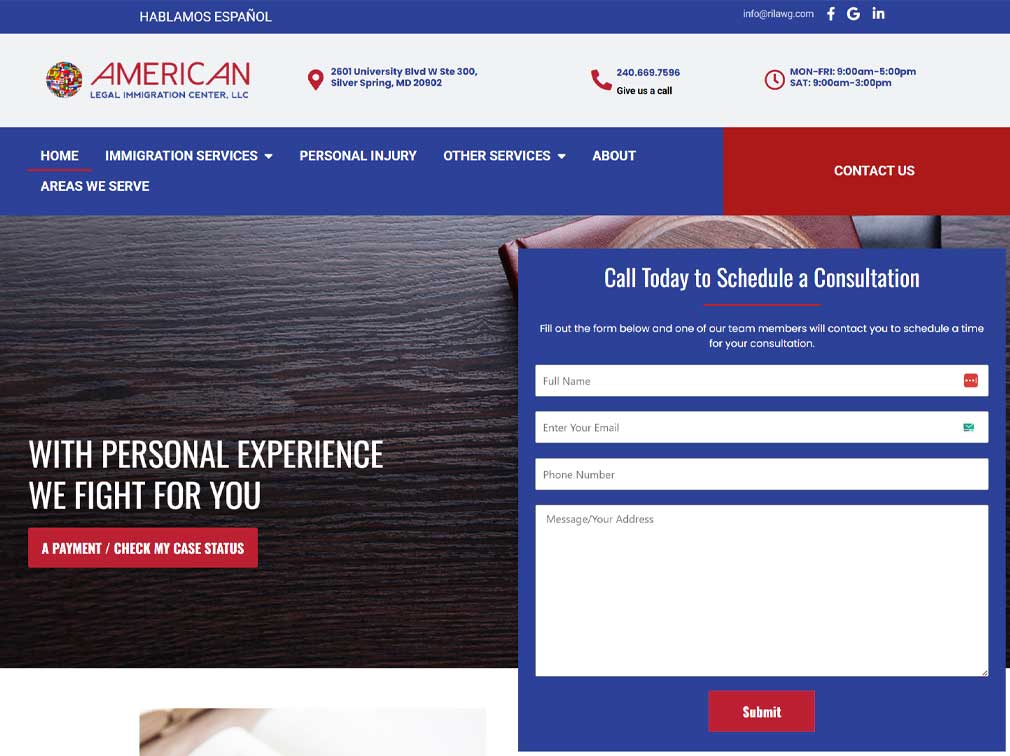 HABLAMOS ESPAÑOL
info@rilawg.com
AMERICAN
LEGAL IMMIGRATION CENTER, LLC
2601 University Blvd W Ste 300,
Silver Spring, MD 20902
240.669.7596
Give us a call
MON-FRI: 9:00am-5:00pm
SAT: 9:00am-3:00pm
HOME
IMMIGRATION SERVICES
PERSONAL INJURY
OTHER SERVICES
ABOUT
AREAS WE SERVE
CONTACT US
WITH PERSONAL EXPERIENCE
WE FIGHT FOR YOU
A PAYMENT / CHECK MY CASE STATUS
Call Today to Schedule a Consultation
Fill out the form below and one of our team members will contact you to schedule a time
for your consultation.
Full Name
Enter Your Email
Phone Number
Message/Your Address
Submit